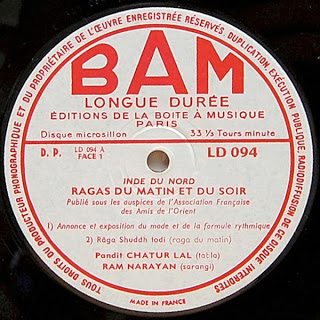 TOUS DROITS DU PRODUCTEUR PHONOGRAPHIQUE ET DU PROPRIÉTAIRE DE L'ŒUVRE ENREGISTRÉE RÉSERVÉS. DUPLICATION, EXÉCUTION PUBLIQUE, RADIODIFFUSION DE CE DISQUE INTERDITES
BAM
LONGUE DURÉE
ÉDITIONS DE LA BOITE À MUSIQUE
PARIS
Disque microsillon 33 ⅓ Tours minute
D. P. LD 094 A LD 094
FACE 1
INDE DU NORD
RAGAS DU MATIN ET DU SOIR
Publié sous les auspices de l'Association Française
des Amis de l'Orient
1) Annonce et exposition du mode et de la formule rythmique
2) Râga Shuddh todi (raga du matin)
Pandit CHATUR LAL (tabla)
RAM NARAYAN (sarangi)
MADE IN FRANCE